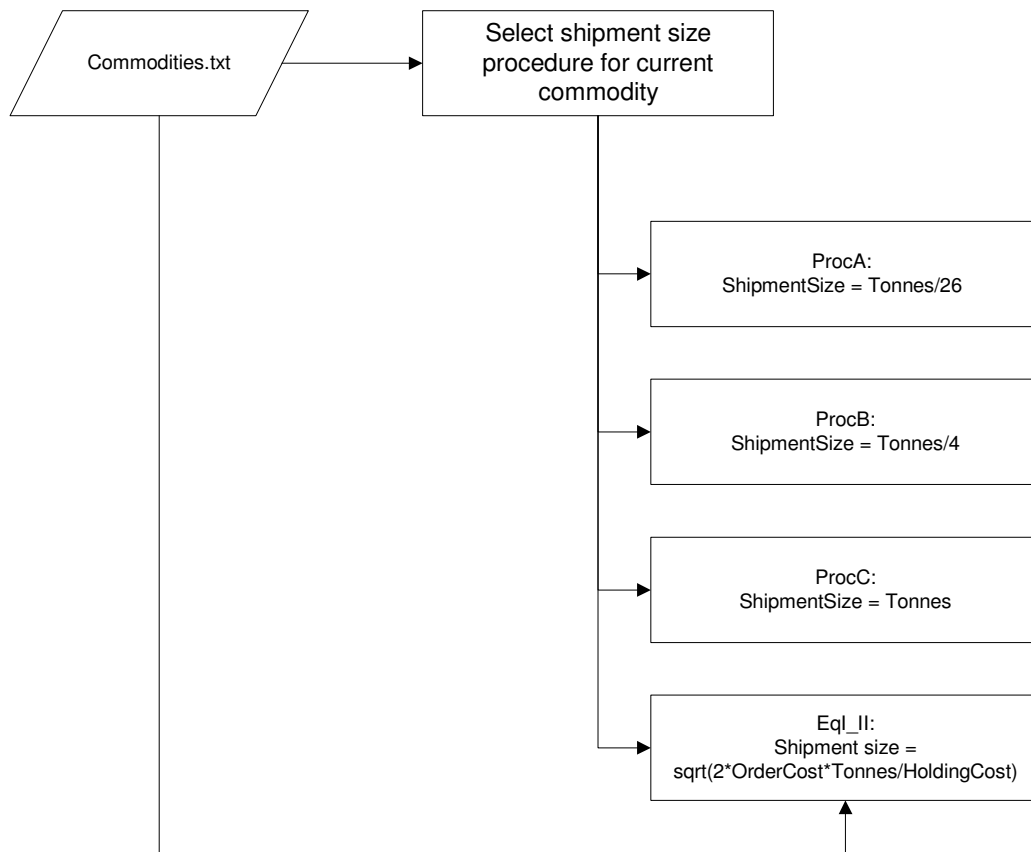 Commodities.txt
Select shipment size
procedure for current
commodity
ProcA:
ShipmentSize = Tonnes/26
ProcB:
ShipmentSize = Tonnes/4
ProcC:
ShipmentSize = Tonnes
EqI_II:
Shipment size =
sqrt(2*OrderCost*Tonnes/HoldingCost)